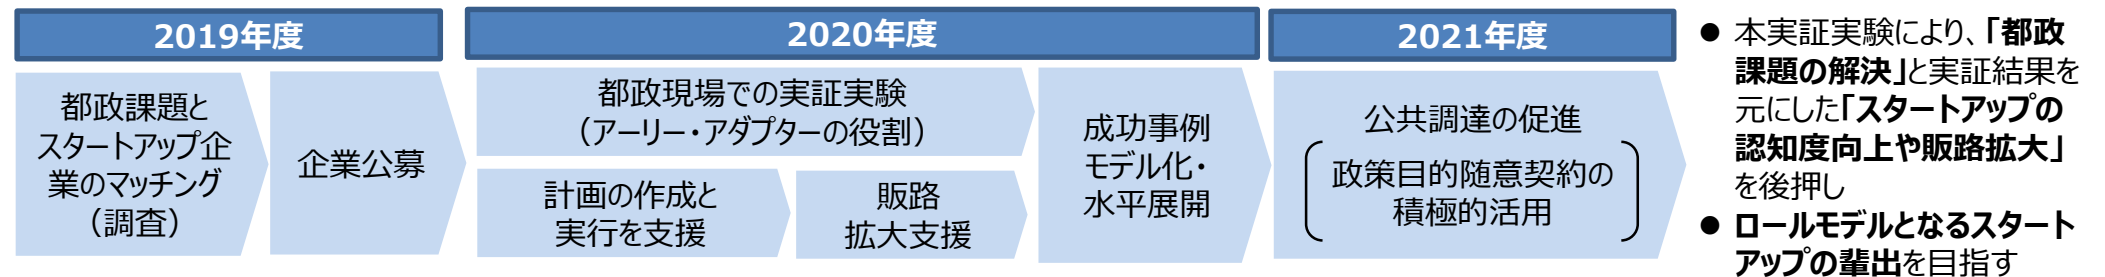 2019年度
都政課題と
スタートアップ企
業のマッチング
（調査）
企業公募
2020年度
都政現場での実証実験
（アーリー・アダプターの役割）
計画の作成と
実行を支援
販路
拡大支援
成功事例
モデル化・
水平展開
2021年度
公共調達の促進
政策目的随意契約の
積極的活用
● 本実証実験により、「都政
課題の解決」と実証結果を
元にした「スタートアップの
認知度向上や販路拡大」
を後押し
● ロールモデルとなるスタート
アップの輩出を目指す